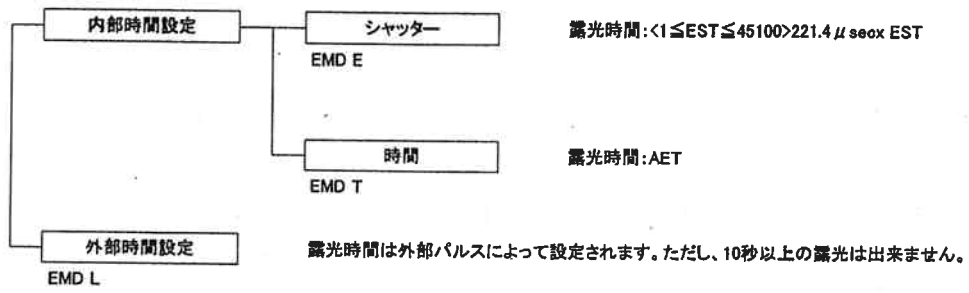 内部時間設定
シャッター
露光時間:<1≦EST≦45100>221.4μsecx EST
EMD E
時間
露光時間:AET
EMD T
外部時間設定
露光時間は外部パルスによって設定されます。ただし、10秒以上の露光は出来ません。
EMD L